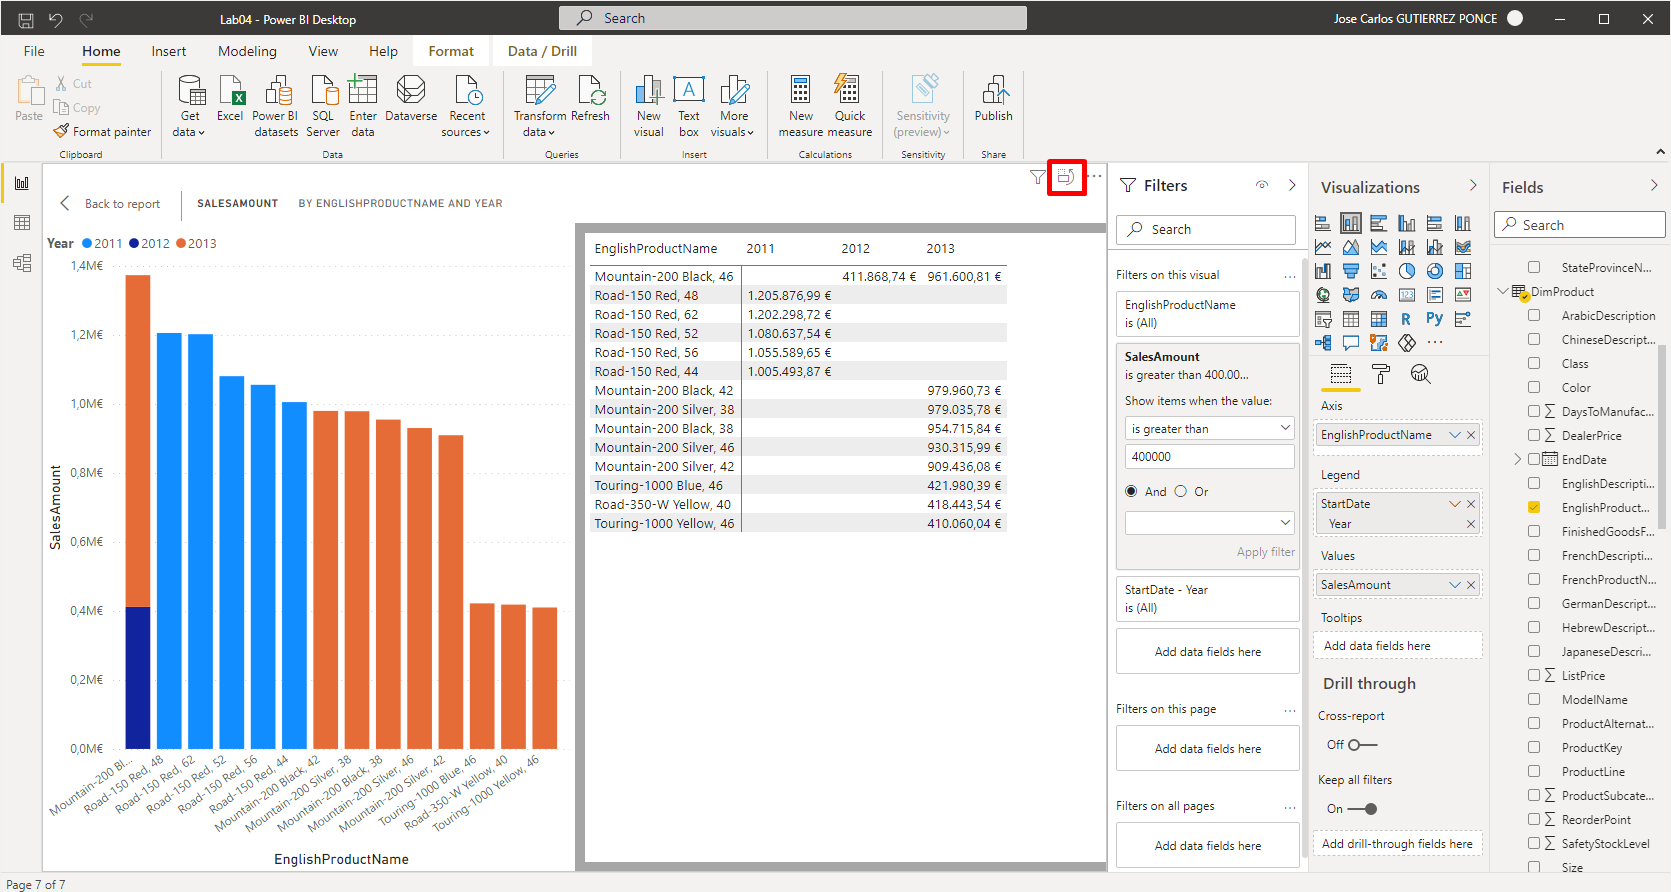 Lab04 - Power BI Desktop
Search
Jose Carlos GUTIERREZ PONCE
File
Home
Insert
Modeling
View
Help
Format
Data / Drill
Paste
Cut
Copy
Format painter
Clipboard
Get data
Excel
Power BI datasets
SQL Server
Enter data
Dataverse
Recent sources
Data
Transform data
Refresh
Queries
New visual
Text box
More visuals
Insert
New measure
Quick measure
Calculations
Sensitivity (preview)
Sensitivity
Publish
Share
Back to report
SALESAMOUNT
BY ENGLISHPRODUCTNAME AND YEAR
Year 2011 2012 2013
1,4M€
1,2M€
1,0M€
0,8M€
0,6M€
0,4M€
0,2M€
0,0M€
SalesAmount
Mountain-200 Bl...
Road-150 Red, 48
Road-150 Red, 62
Road-150 Red, 52
Road-150 Red, 56
Road-150 Red, 44
Mountain-200 Black, 42
Mountain-200 Silver, 38
Mountain-200 Black, 38
Mountain-200 Silver, 46
Mountain-200 Silver, 42
Touring-1000 Blue, 46
Road-350-W Yellow, 40
Touring-1000 Yellow, 46
EnglishProductName
EnglishProductName 2011 2012 2013
Mountain-200 Black, 46 411.868,74 € 961.600,81 €
Road-150 Red, 48 1.205.876,99 €
Road-150 Red, 62 1.202.298,72 €
Road-150 Red, 52 1.080.637,54 €
Road-150 Red, 56 1.055.589,65 €
Road-150 Red, 44 1.005.493,87 €
Mountain-200 Black, 42 979.960,73 €
Mountain-200 Silver, 38 979.035,78 €
Mountain-200 Black, 38 954.715,84 €
Mountain-200 Silver, 46 930.315,99 €
Mountain-200 Silver, 42 909.436,08 €
Touring-1000 Blue, 46 421.980,39 €
Road-350-W Yellow, 40 418.443,54 €
Touring-1000 Yellow, 46 410.060,04 €
Filters
Search
Filters on this visual
EnglishProductName
is (All)
SalesAmount
is greater than 400.00...
Show items when the value:
is greater than
400000
And Or
Apply filter
StartDate - Year
is (All)
Add data fields here
Filters on this page
Add data fields here
Filters on all pages
Add data fields here
Visualizations
123
R
Py
Axis
EnglishProductName
Legend
StartDate
Year
Values
SalesAmount
Tooltips
Add data fields here
Drill through
Cross-report
Off
Keep all filters
On
Add drill-through fields here
Fields
Search
StateProvinceN...
DimProduct
ArabicDescription
ChineseDescript...
Class
Color
DaysToManufac...
DealerPrice
EndDate
EnglishDescripti...
EnglishProduct...
FinishedGoodsF...
FrenchDescripti...
FrenchProductN...
GermanDescript...
HebrewDescript...
JapaneseDescri...
ListPrice
ModelName
ProductAlternat...
ProductKey
ProductLine
ProductSubcate...
ReorderPoint
SafetyStockLevel
Size
Page 7 of 7